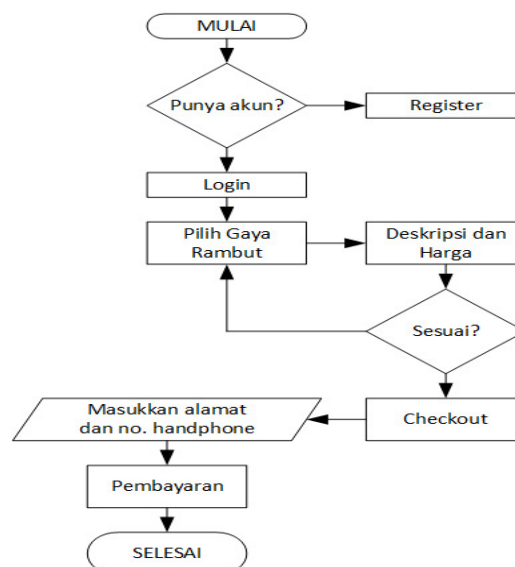 MULAI
Punya akun?
Register
Login
Pilih Gaya
Rambut
Deskripsi dan
Harga
Sesuai?
Checkout
Masukkan alamat
dan no. handphone
Pembayaran
SELESAI